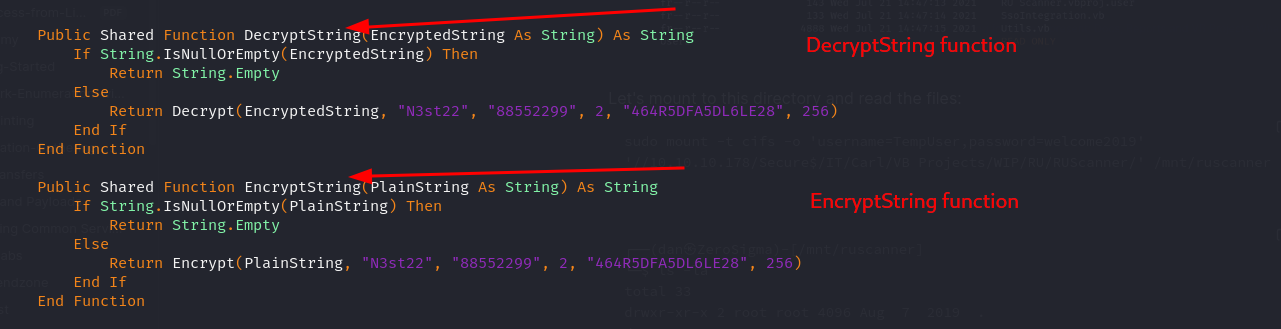 Public Shared Function DecryptString(EncryptedString As String) As String
If String.IsNullOrEmpty(EncryptedString) Then
DecryptString function
Return String.Empty
Else
Let's mount to this directory and read the files:
Return Decrypt(EncryptedString, "N3st22", "88552299", 2, "464R5DFA5DL6LE28", 256)
End If
End Function
Public Shared Function EncryptString(PlainString As String) As String
If String.IsNullOrEmpty(PlainString) Then
EncryptString function
Return String.Empty
Else
Return Encrypt(PlainString, "N3st22", "88552299", 2, "464R5DFA5DL6LE28", 256)
End If
total 33
End Function